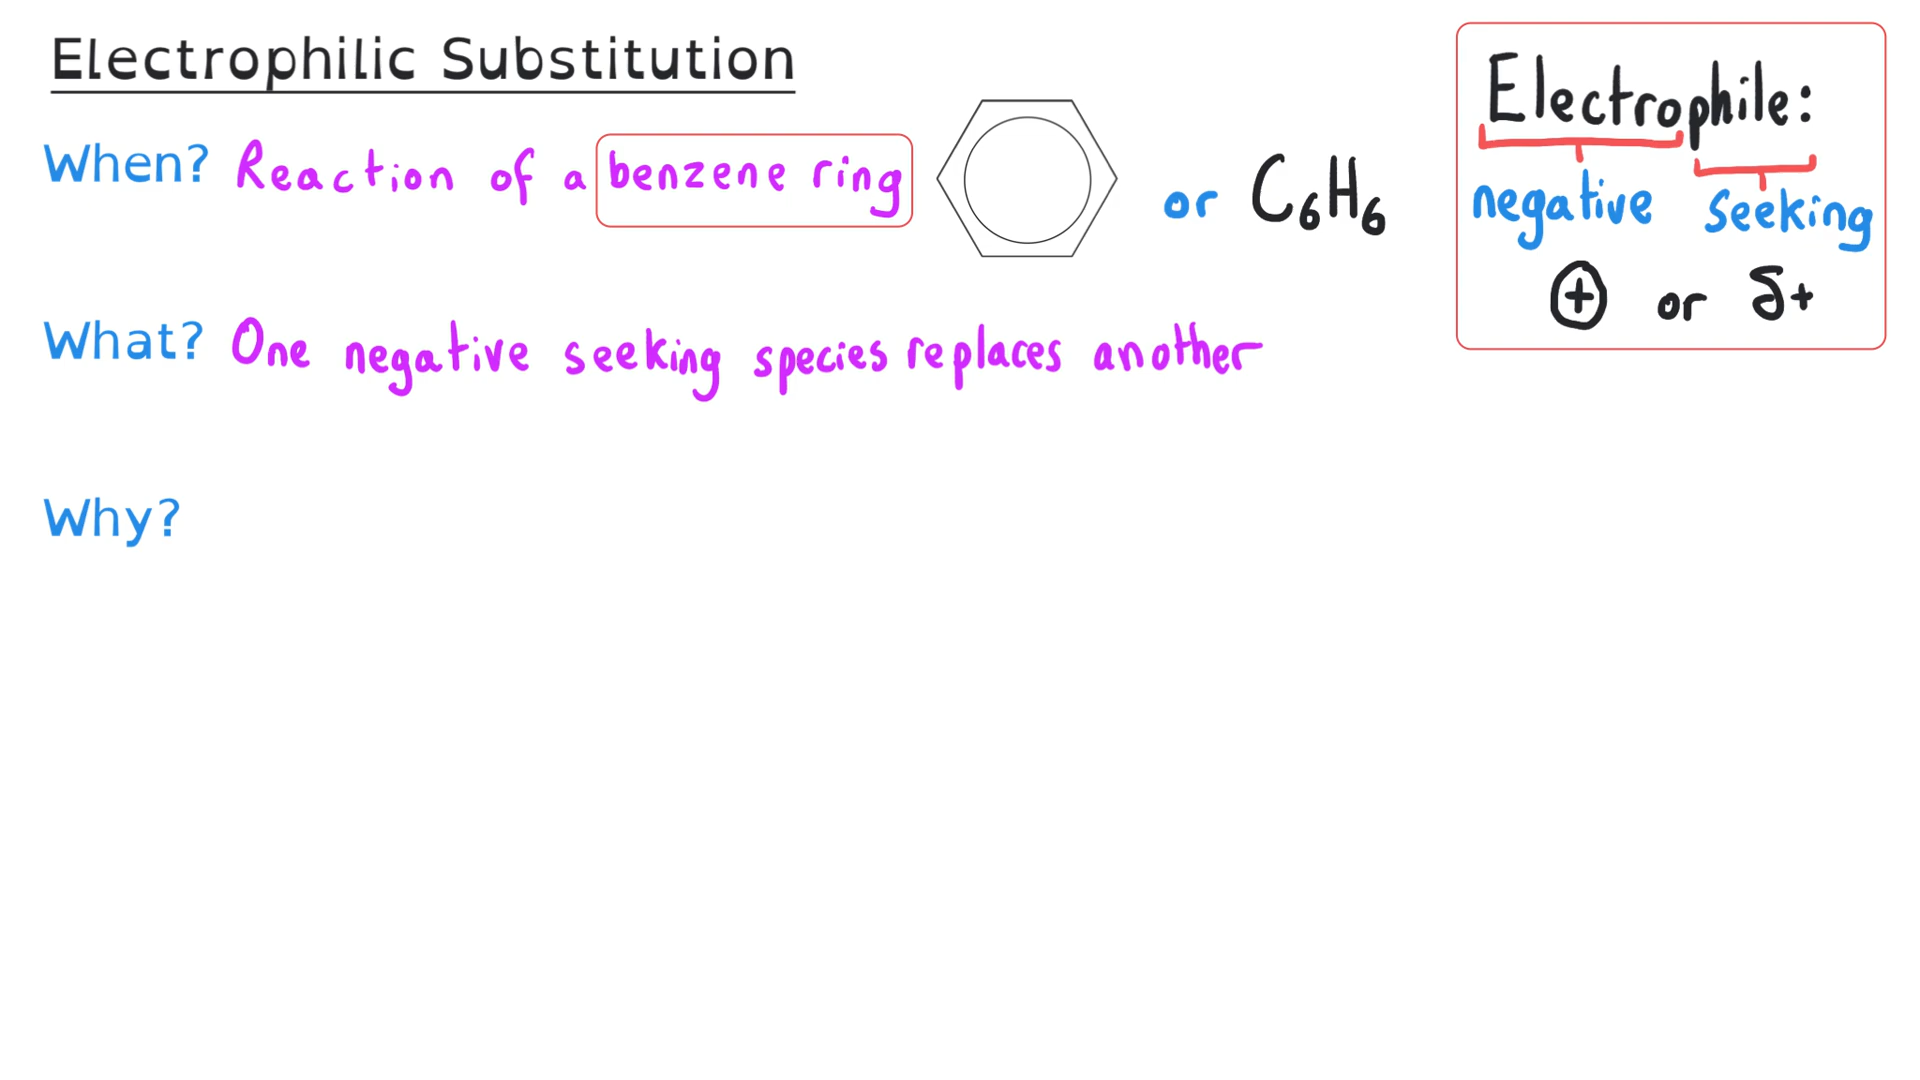 Electrophilic Substitution
When? Reaction of a benzene ring or C₆H₆
What? One negative seeking species replaces another
Why?
Electrophile:
negative seeking
⊕ or δ+